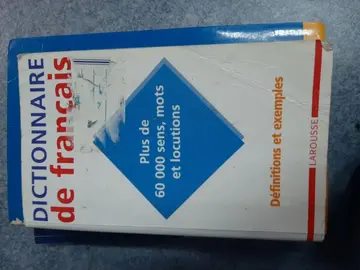 DICTIONNAIRE
de français
Plus de
60 000 sens, mots
et locutions
Définitions et exemples
LAROUSSE